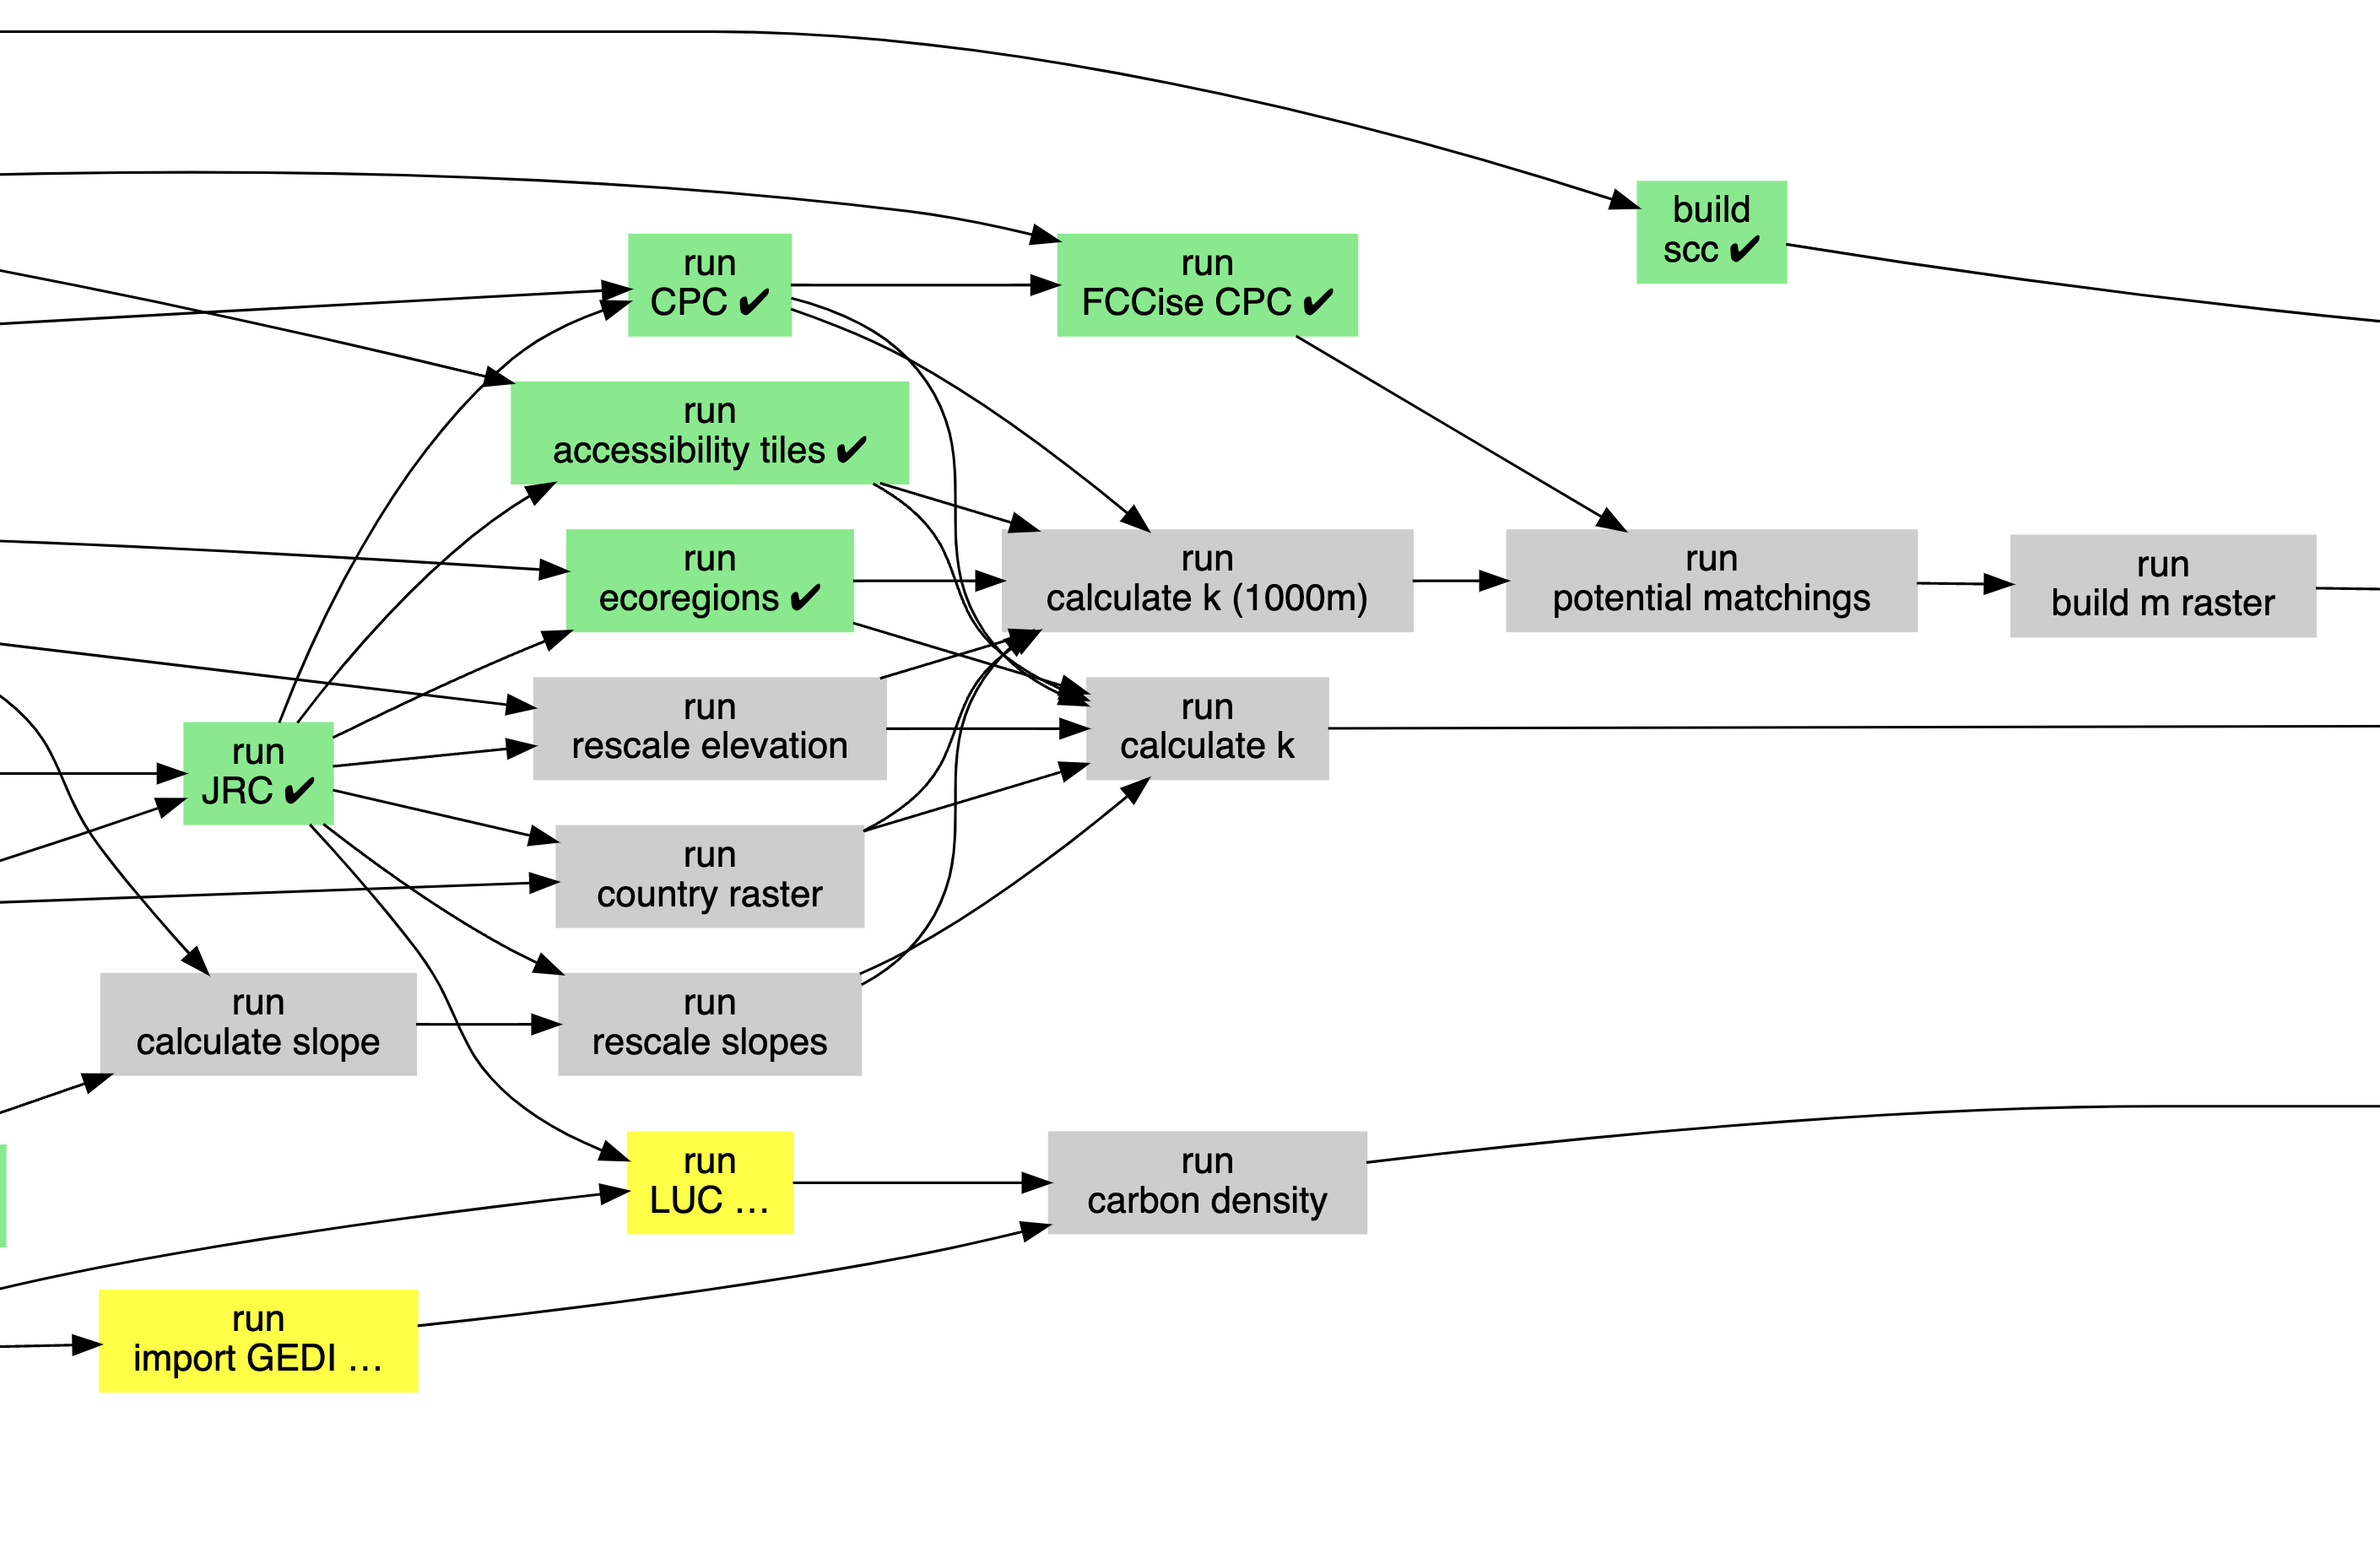 build
scc ✔
run
CPC ✔
run
FCCise CPC ✔
run
accessibility tiles ✔
run
ecoregions ✔
run
calculate k (1000m)
run
potential matchings
run
build m raster
run
rescale elevation
run
calculate k
run
JRC ✔
run
country raster
run
calculate slope
run
rescale slopes
run
LUC …
run
carbon density
run
import GEDI …